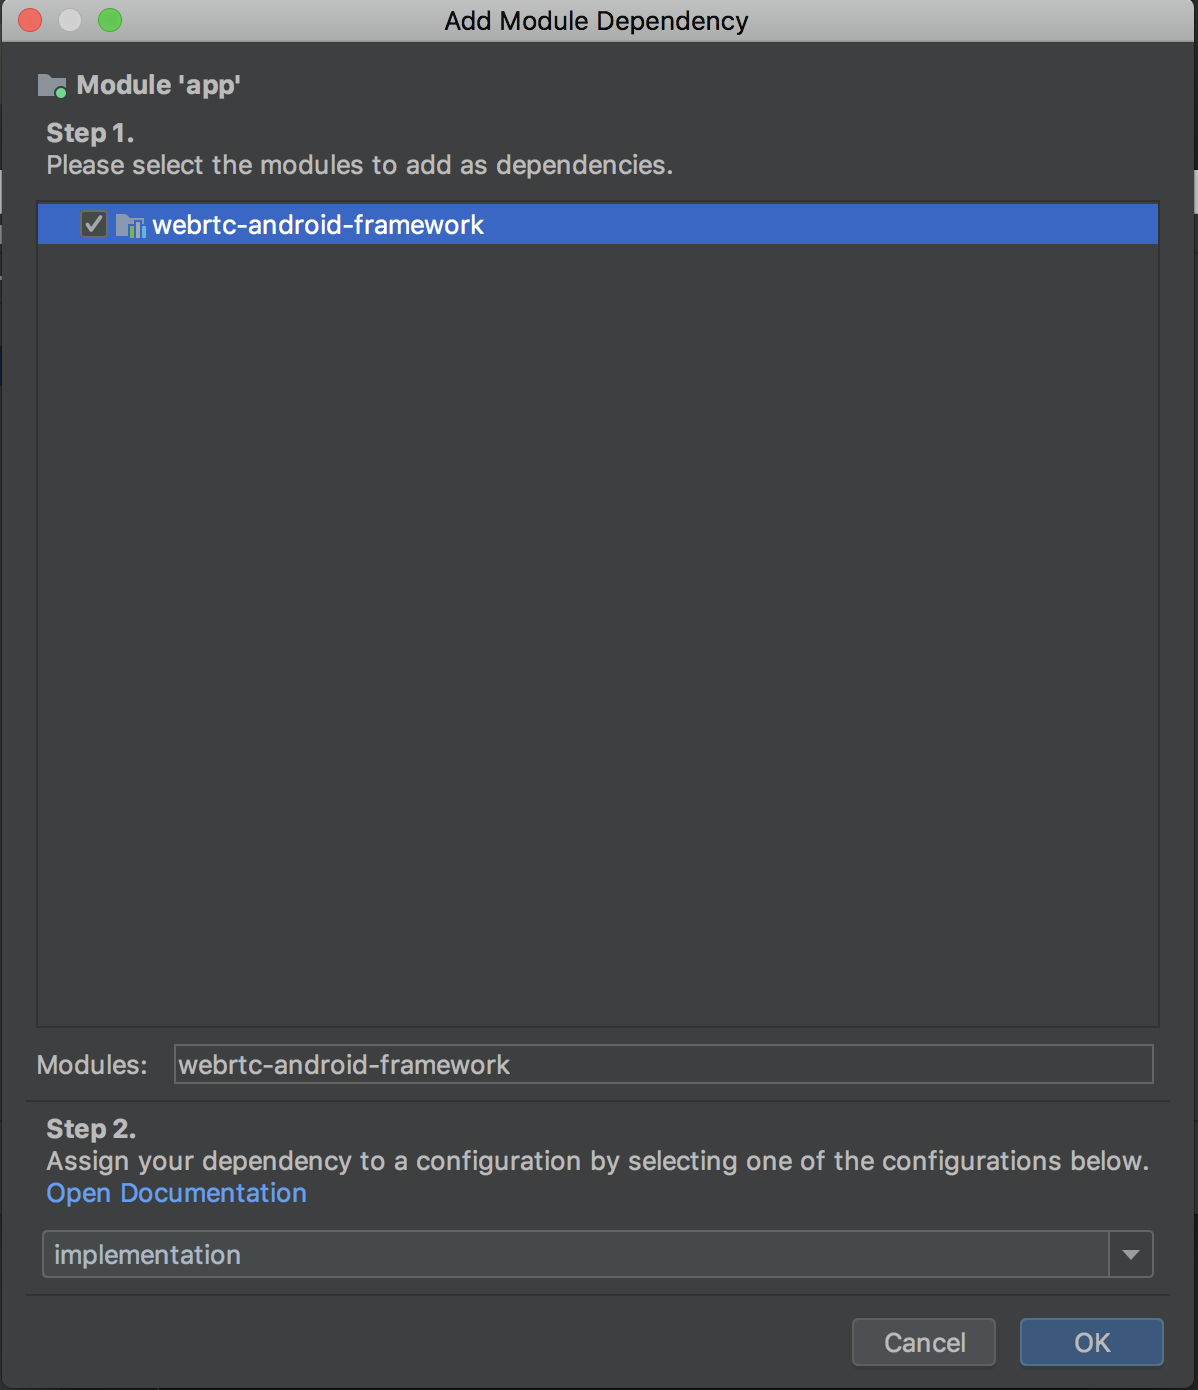 Add Module Dependency
Module 'app'
Step 1.
Please select the modules to add as dependencies.
webrtc-android-framework
Modules: webrtc-android-framework
Step 2.
Assign your dependency to a configuration by selecting one of the configurations below.
Open Documentation
implementation
Cancel OK